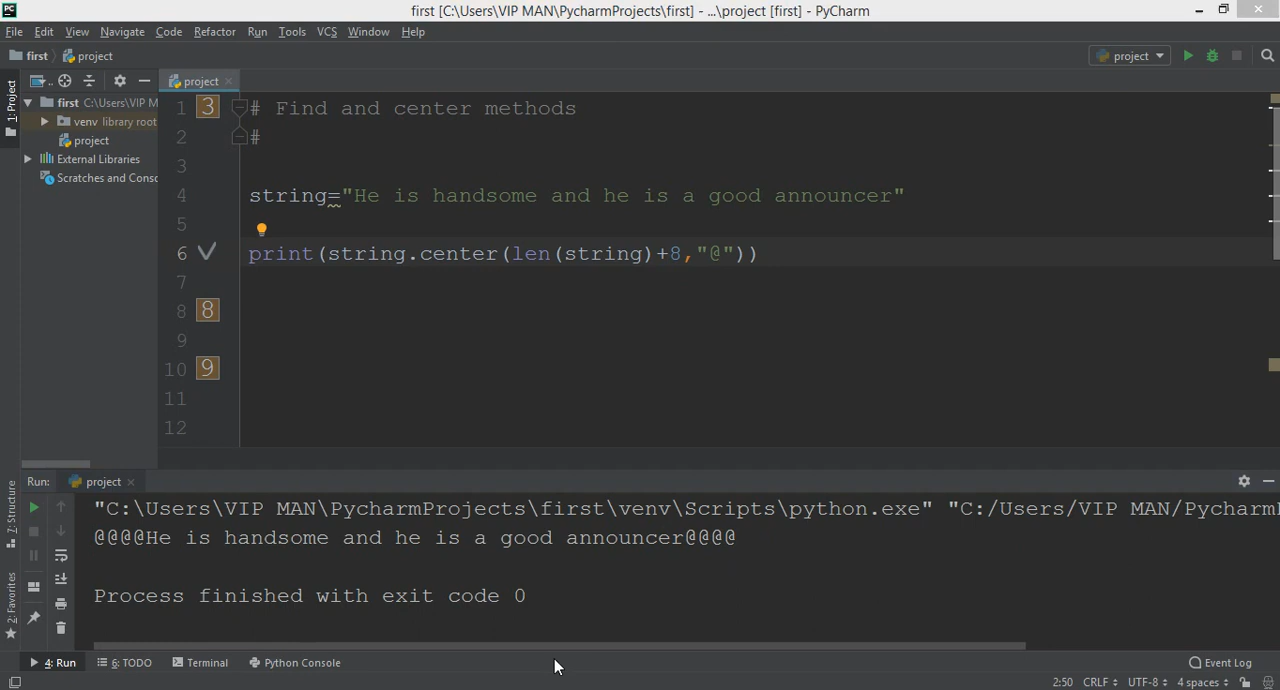 PC
first [C:\Users\VIP MAN\PycharmProjects\first] - ...\project [first] - PyCharm
File Edit View Navigate Code Refactor Run Tools VCS Window Help
first project project
1: Project
project
first C:\Users\VIP M
venv library root
project
External Libraries
Scratches and Conso
1 3 # Find and center methods
2 #
3
4 string="He is handsome and he is a good announcer"
5
6 print(string.center(len(string)+8,"@"))
7
8 8
9
10 9
11
12
Run: project
7: Structure
2: Favorites
"C:\Users\VIP MAN\PycharmProjects\first\venv\Scripts\python.exe" "C:/Users/VIP MAN/Pycharm
@@@@He is handsome and he is a good announcer@@@@
Process finished with exit code 0
4: Run 6: TODO Terminal Python Console Event Log
2:50 CRLF UTF-8 4 spaces